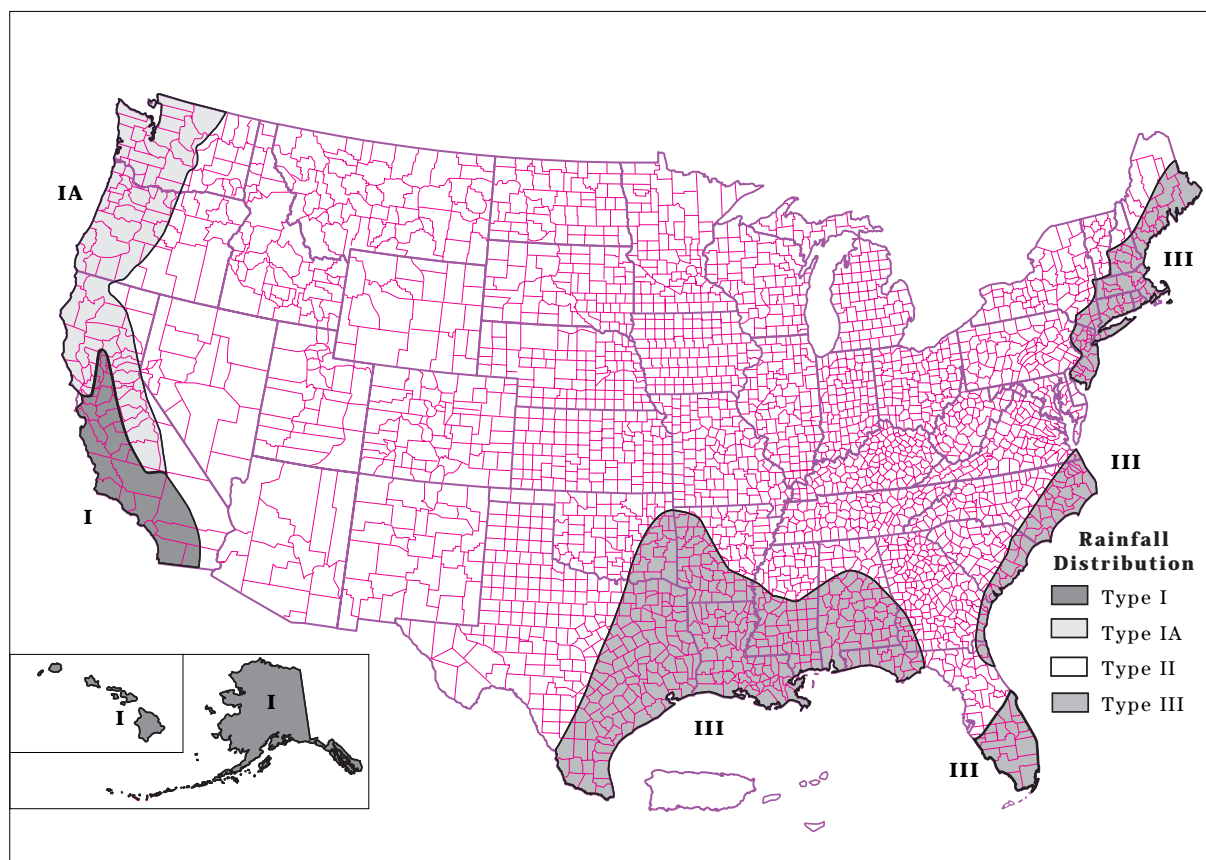 IA
III
III
I
Rainfall
Distribution
Type I
Type IA
Type II
Type III
I
I
III
III